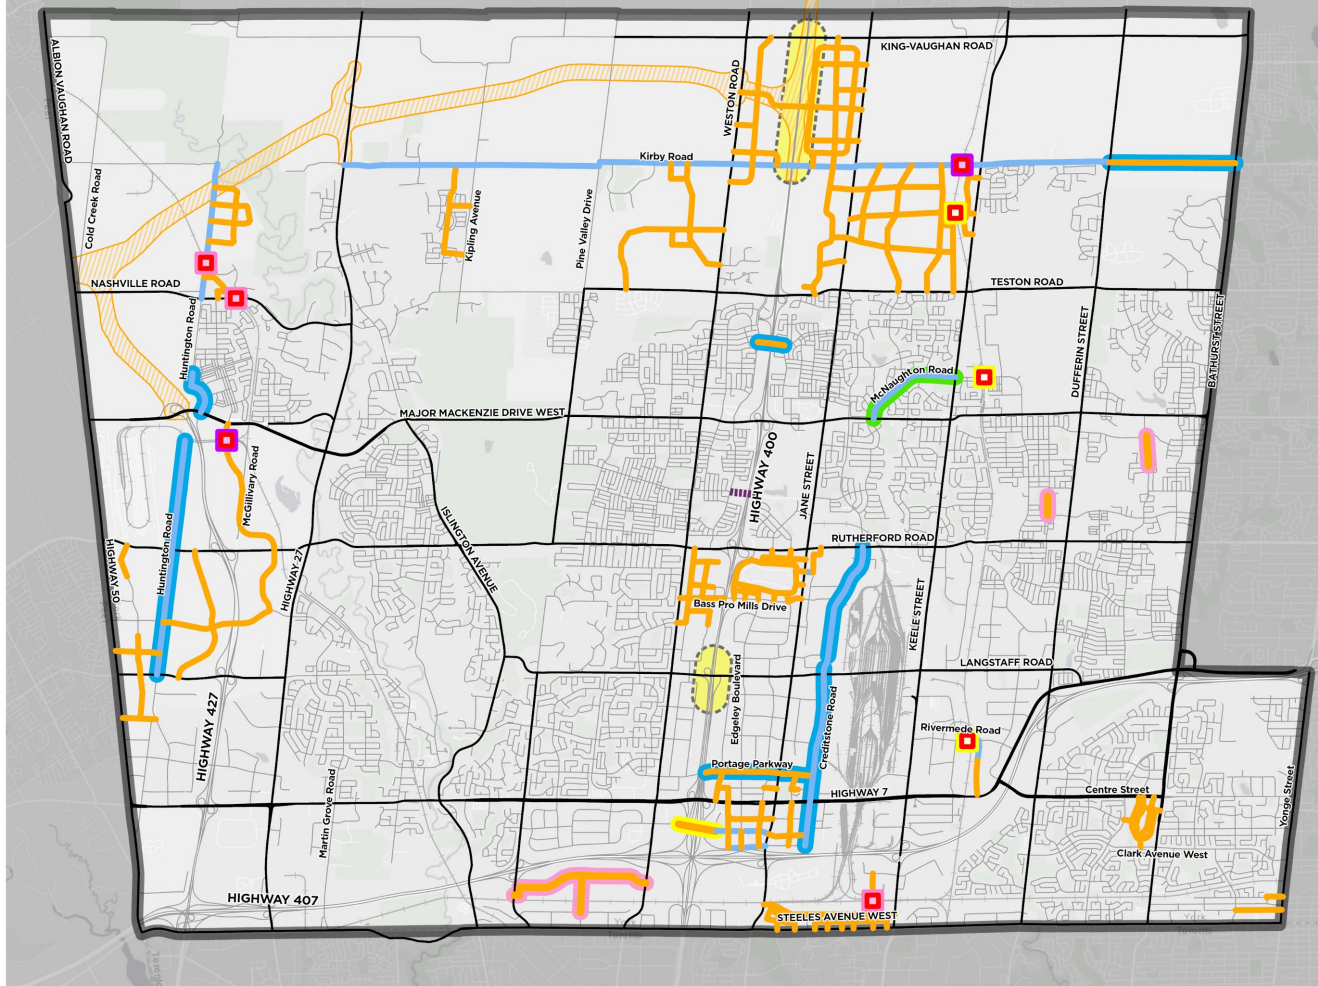 KING-VAUGHAN ROAD
ALBION VAUGHAN ROAD
WESTON ROAD
Kirby Road
Cold Creek Road
Kipling Avenue
Pine Valley Drive
NASHVILLE ROAD
TESTON ROAD
Huntington Road
DUFFERIN STREET
BATHURST STREET
McNaughton Road
MAJOR MACKENZIE DRIVE WEST
HIGHWAY 400
JANE STREET
McGillivary Road
ISLINGTON AVENUE
Huntington Road
HIGHWAY 50
HIGHWAY 27
RUTHERFORD ROAD
KEELE STREET
Bass Pro Mills Drive
LANGSTAFF ROAD
Edgeley Boulevard
Creditstone Road
HIGHWAY 427
Rivermede Road
Portage Parkway
HIGHWAY 7
Centre Street
Martin Grove Road
Yonge Street
Clark Avenue West
HIGHWAY 407
STEELES AVENUE WEST
York
Toronto
York
Toronto